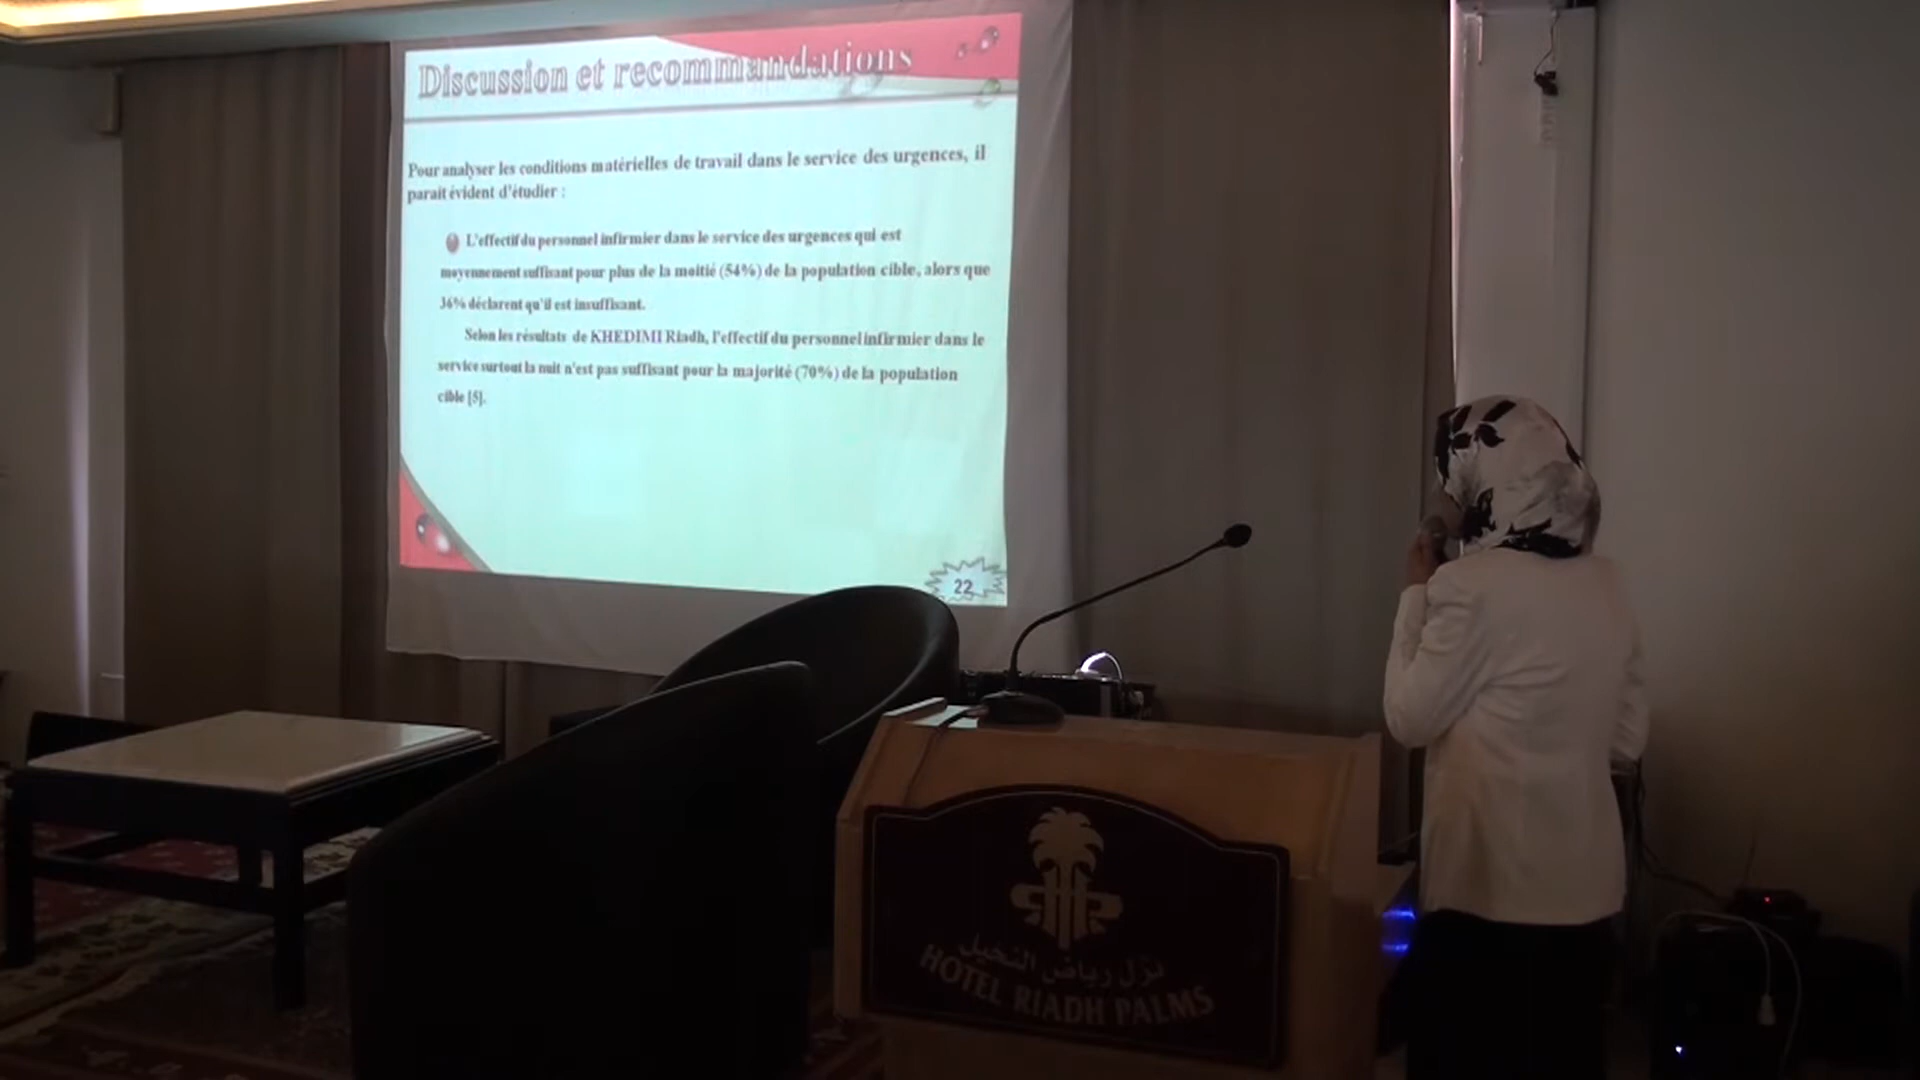 Discussion et recommandations
Pour analyser les conditions matérielles de travail dans le service des urgences, il
parait évident d'étudier :
L'effectif du personnel infirmier dans le service des urgences qui est
moyennement suffisant pour plus de la moitié (54%) de la population cible, alors que
36% déclarent qu'il est insuffisant.
Selon les résultats de KHEDIMI Riadh, l'effectif du personnel infirmier dans le
service surtout la nuit n'est pas suffisant pour la majorité (70%) de la population
cible [5].
22
نزل رياض النخيل
HOTEL RIADH PALMS